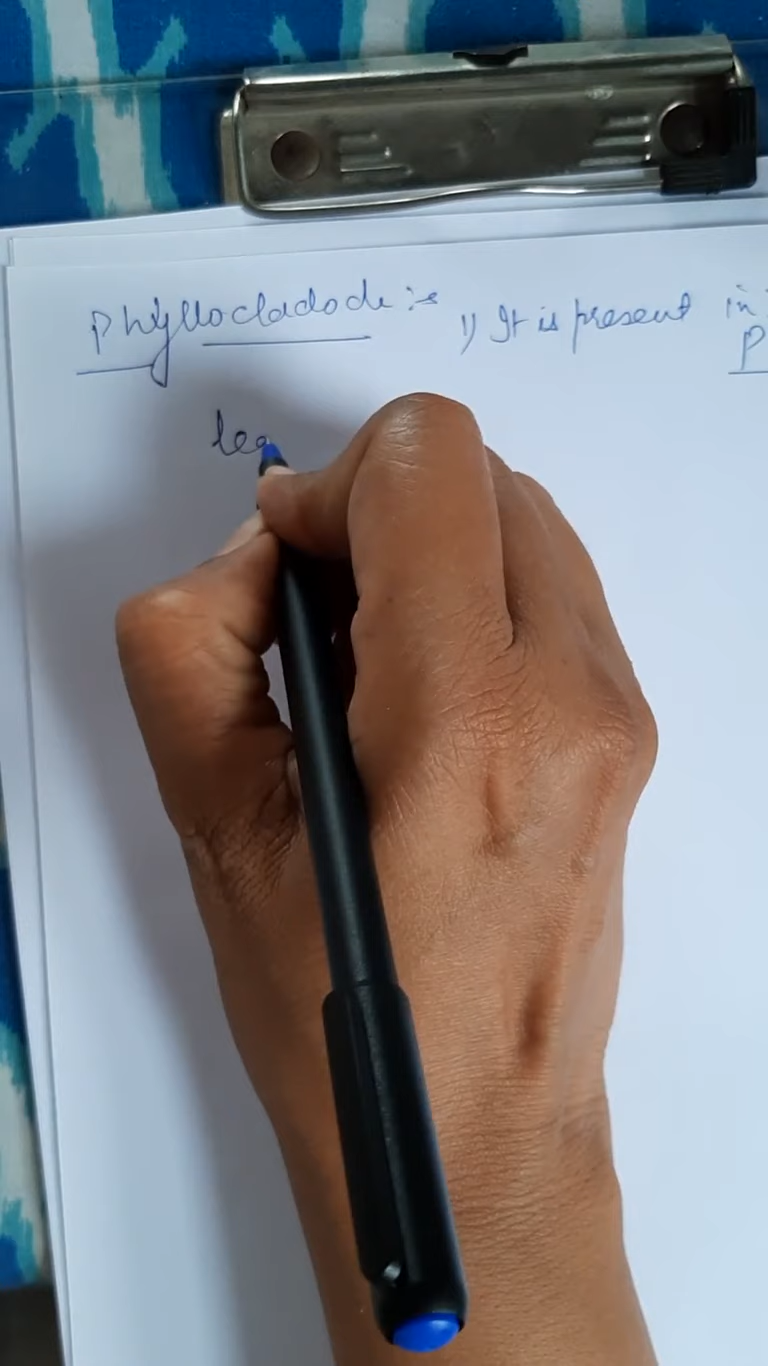 Phyllocladode :- 1) It is present in
P
lea